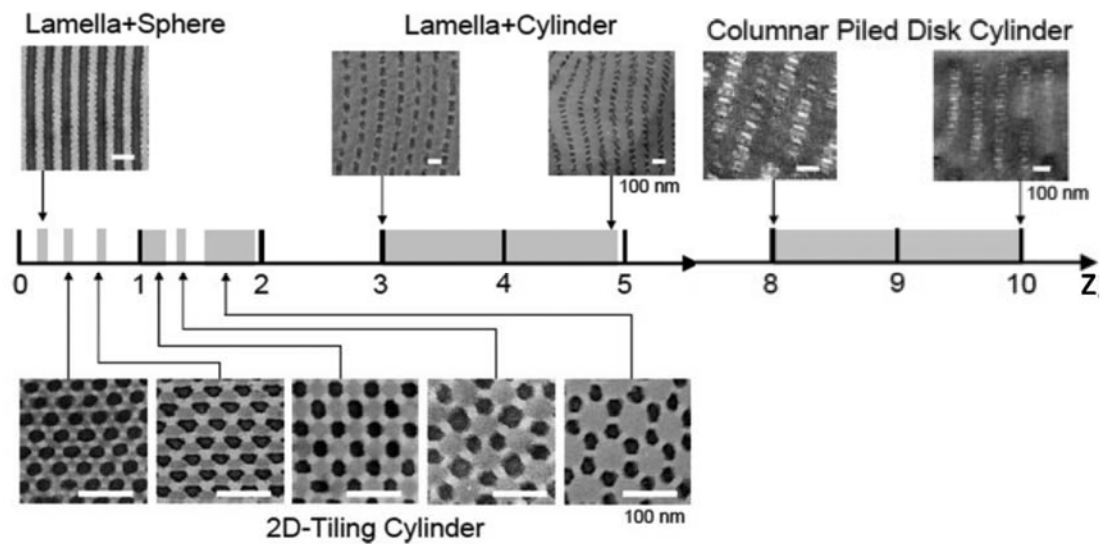 Lamella+Sphere
Lamella+Cylinder
Columnar Piled Disk Cylinder
100 nm
100 nm
0 1 2 3 4 5 8 9 10 Z
100 nm
2D-Tiling Cylinder